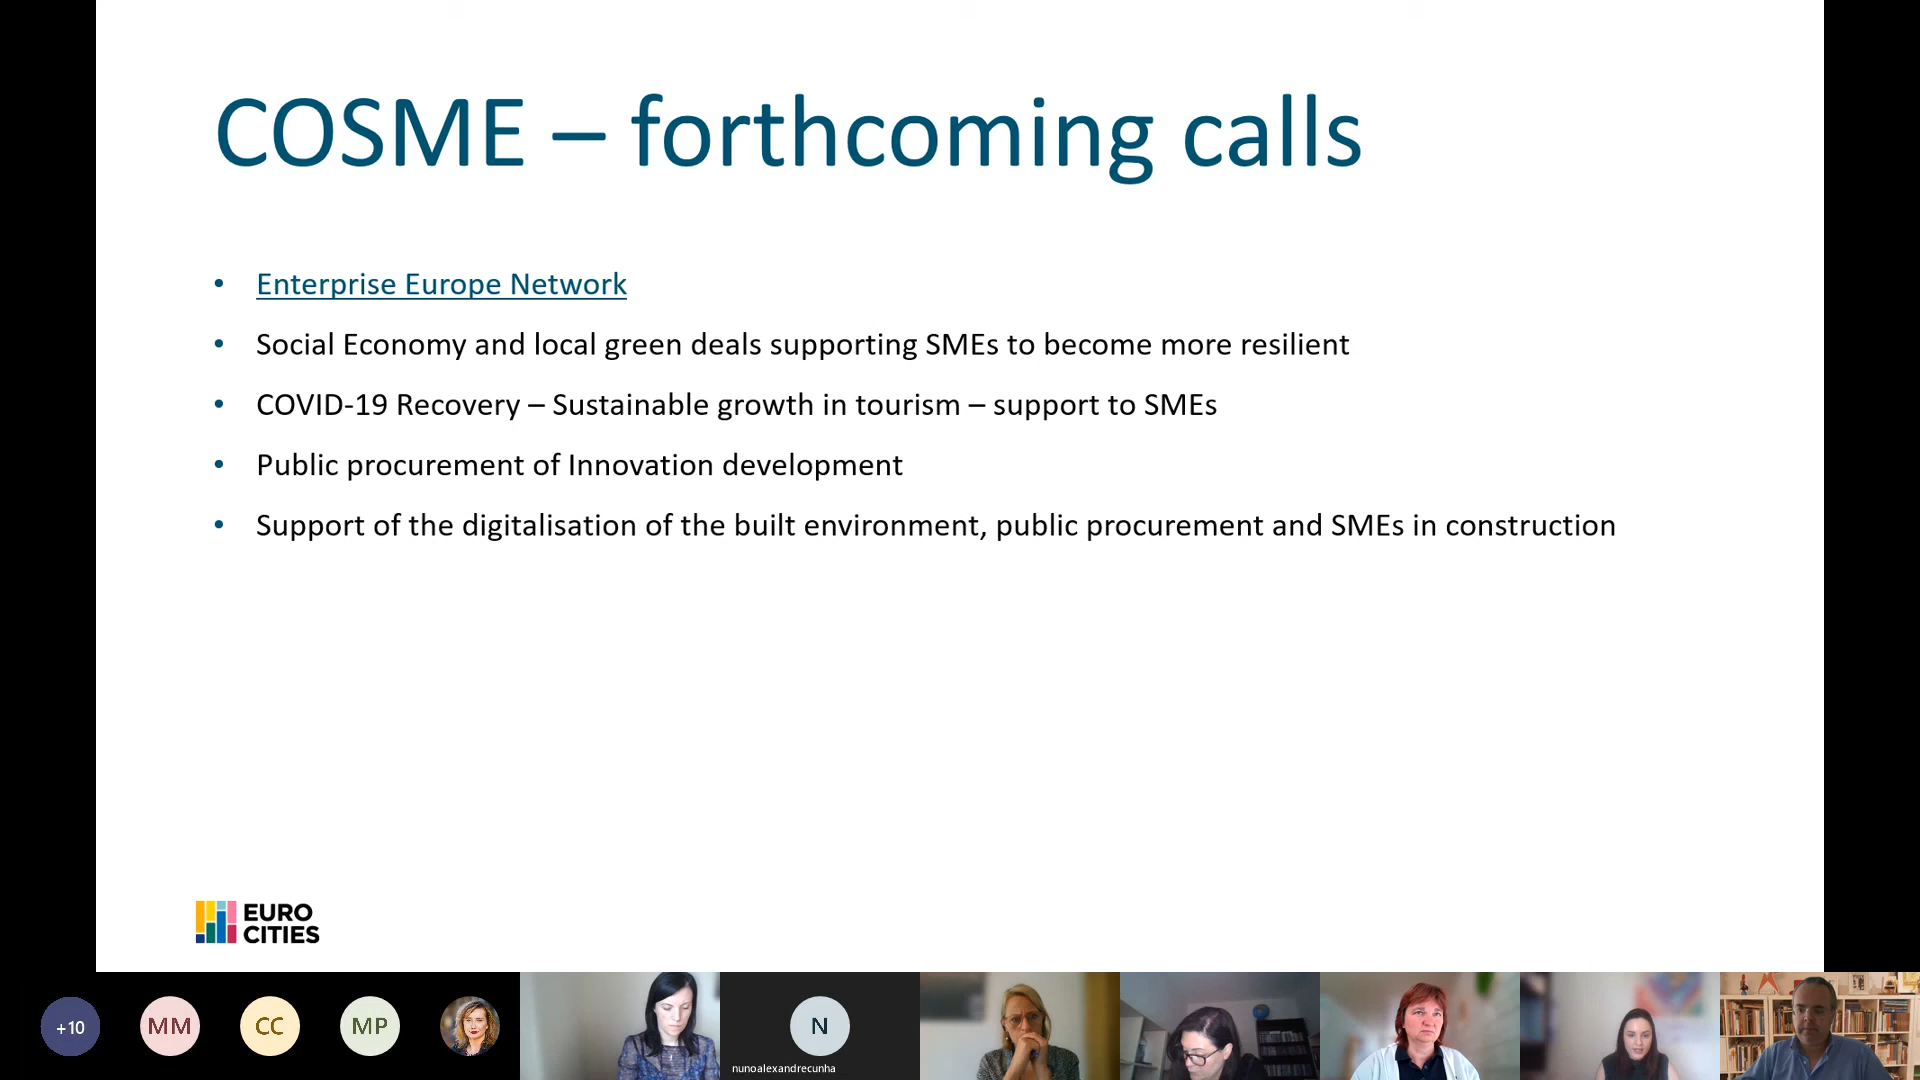 COSME – forthcoming calls
• Enterprise Europe Network
• Social Economy and local green deals supporting SMEs to become more resilient
• COVID-19 Recovery – Sustainable growth in tourism – support to SMEs
• Public procurement of Innovation development
• Support of the digitalisation of the built environment, public procurement and SMEs in construction
EURO
CITIES
+10
MM
CC
MP
N
nunoalexandrecunha